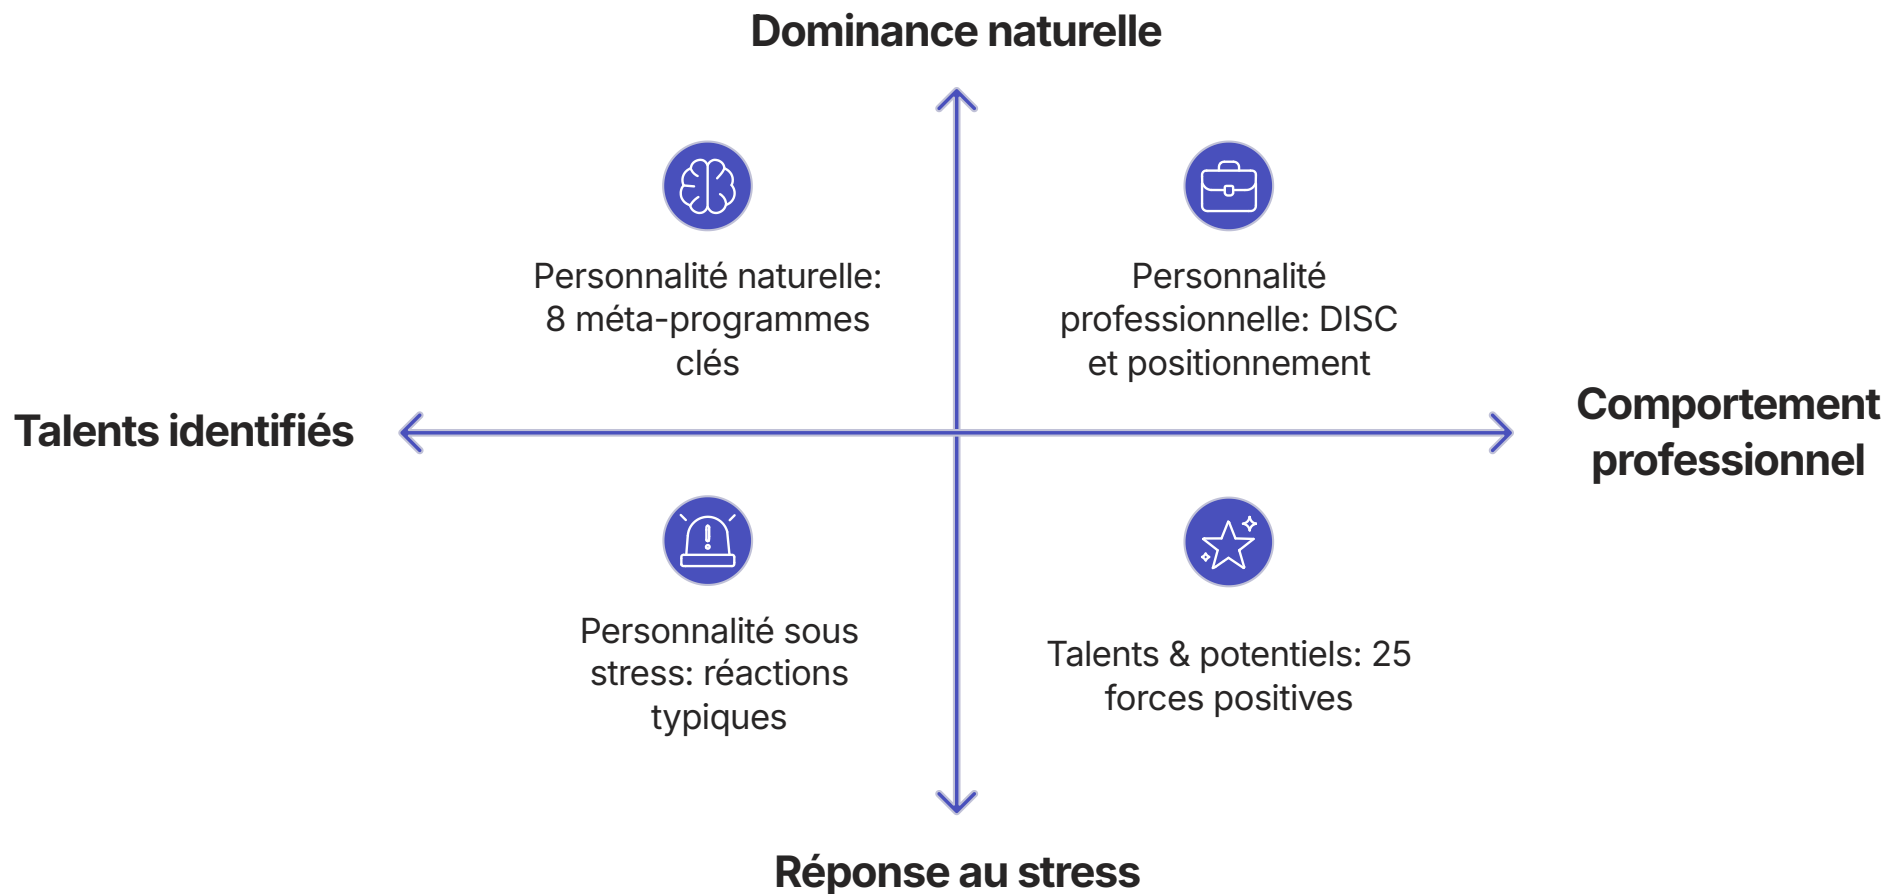 Dominance naturelle
Personnalité naturelle:
8 méta-programmes
clés
Personnalité
professionnelle: DISC
et positionnement
Talents identifiés
Comportement
professionnel
Personnalité sous
stress: réactions
typiques
Talents & potentiels: 25
forces positives
Réponse au stress